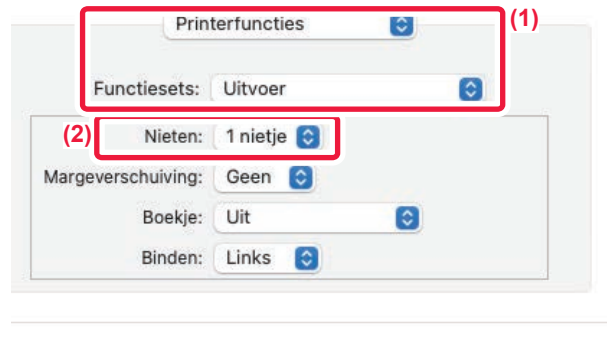 Printerfuncties (1)
Functiesets: Uitvoer
(2) Nieten: 1 nietje
Margeverschuiving: Geen
Boekje: Uit
Binden: Links